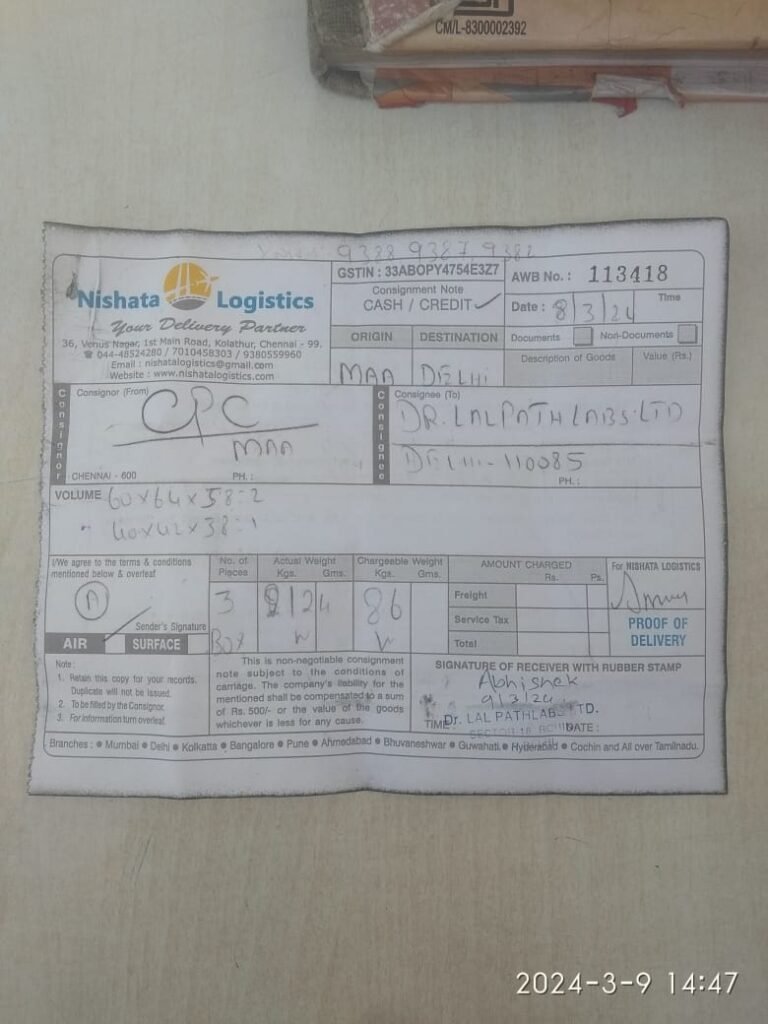 CM/L-8300002392
9388 9387 9382
Nishata Logistics
Your Delivery Partner
36, Venus Nagar, 1st Main Road, Kolathur, Chennai - 99.
☎ 044-48524280 / 7010458303 / 9380559960
Email : nishatalogistics@gmail.com
Website : www.nishatalogistics.com
GSTIN : 33ABOPY4754E3Z7
Consignment Note
CASH / CREDIT ✓
AWB No. : 113418
Date : 8/3/24
Time
ORIGIN DESTINATION
MAA DELHI
Documents Non-Documents
Description of Goods Value (Rs.)
Consignor
Consignor (From)
CPC
MAA
CHENNAI - 600 PH. :
Consignee
Consignee (To)
DR. LAL PATH LABS. LTD
DELHI-110085
PH. :
VOLUME 60x64x58-2
40x42x38-1
I/We agree to the terms & conditions
mentioned below & overleaf
A
Sender's Signature
AIR SURFACE
No. of Pieces
3
BOX
Actual Weight
Kgs. Gms.
Chargeable Weight
Kgs. Gms.
86
AMOUNT CHARGED
Rs. Ps.
Freight
Service Tax
Total
For NISHATA LOGISTICS
PROOF OF
DELIVERY
Note :
1. Retain this copy for your records.
Duplicate will not be issued.
2. To be filled by the Consignor.
3. For information turn overleaf.
This is non-negotiable consignment
note subject to the conditions of
carriage. The company's liability for the
mentioned shall be compensated to a sum
of Rs. 500/- or the value of the goods
whichever is less for any cause.
SIGNATURE OF RECEIVER WITH RUBBER STAMP
Abhishek
9/3/24
Dr. LAL PATHLABS LTD.
TIME: DATE :
SECTOR 18
Branches : ● Mumbai ● Delhi ● Kolkatta ● Bangalore ● Pune ● Ahmedabad ● Bhuvaneshwar ● Guwahati ● Hyderabad ● Cochin and All over Tamilnadu.
2024-3-9 14:47